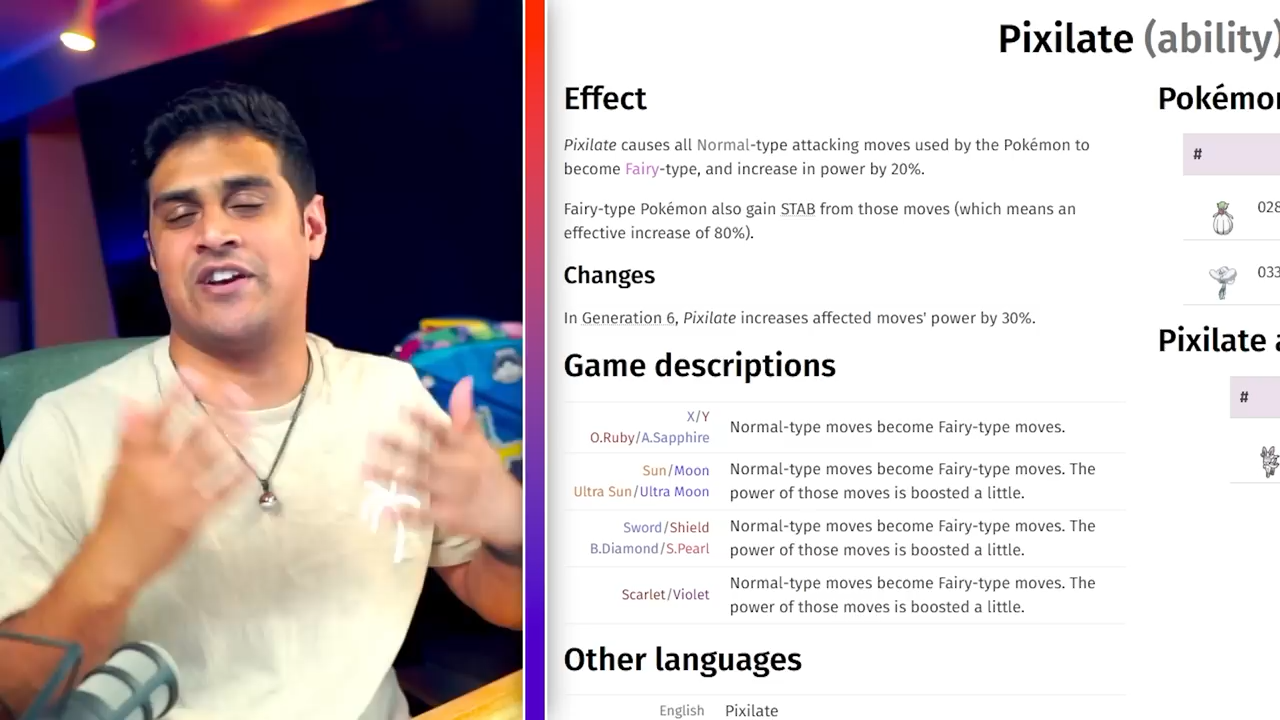 Pixilate (ability)
Effect
Pixilate causes all Normal-type attacking moves used by the Pokémon to
become Fairy-type, and increase in power by 20%.
Fairy-type Pokémon also gain STAB from those moves (which means an
effective increase of 80%).
Changes
In Generation 6, Pixilate increases affected moves' power by 30%.
Game descriptions
X/Y
O.Ruby/A.Sapphire
Normal-type moves become Fairy-type moves.
Sun/Moon
Ultra Sun/Ultra Moon
Normal-type moves become Fairy-type moves. The
power of those moves is boosted a little.
Sword/Shield
B.Diamond/S.Pearl
Normal-type moves become Fairy-type moves. The
power of those moves is boosted a little.
Scarlet/Violet
Normal-type moves become Fairy-type moves. The
power of those moves is boosted a little.
Other languages
English Pixilate
Pokémon
#
028
033
Pixilate a
#